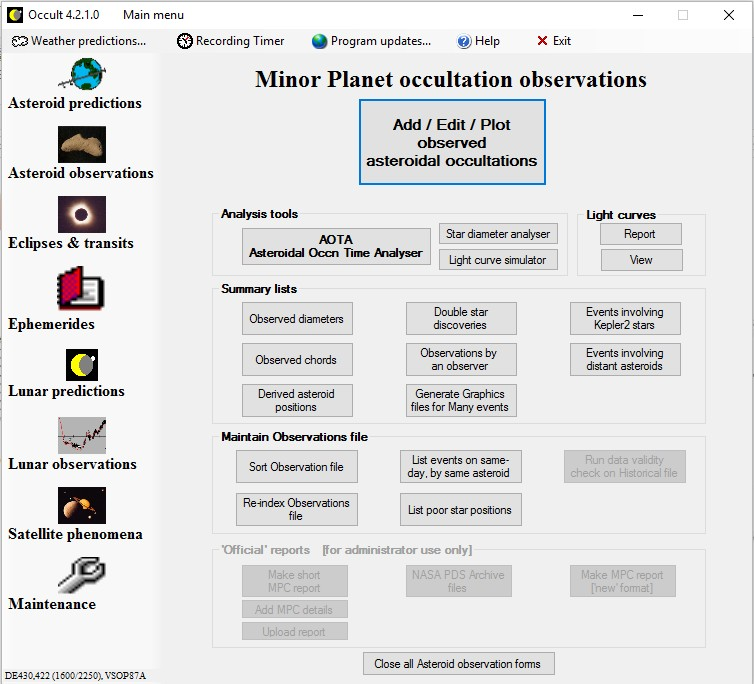 Occult 4.2.1.0 Main menu
Weather predictions... Recording Timer Program updates... Help Exit
Asteroid predictions
Asteroid observations
Eclipses & transits
Ephemerides
Lunar predictions
Lunar observations
Satellite phenomena
Maintenance
DE430,422 (1600/2250), VSOP87A
Minor Planet occultation observations
Add / Edit / Plot
observed
asteroidal occultations
Analysis tools
AOTA
Asteroidal Occn Time Analyser
Star diameter analyser
Light curve simulator
Light curves
Report
View
Summary lists
Observed diameters
Double star
discoveries
Events involving
Kepler2 stars
Observed chords
Observations by
an observer
Events involving
distant asteroids
Derived asteroid
positions
Generate Graphics
files for Many events
Maintain Observations file
Sort Observation file
List events on same-
day, by same asteroid
Run data validity
check on Historical file
Re-index Observations
file
List poor star positions
'Official' reports [for administrator use only]
Make short
MPC report
NASA PDS Archive
files
Make MPC report
['new' format]
Add MPC details
Upload report
Close all Asteroid observation forms